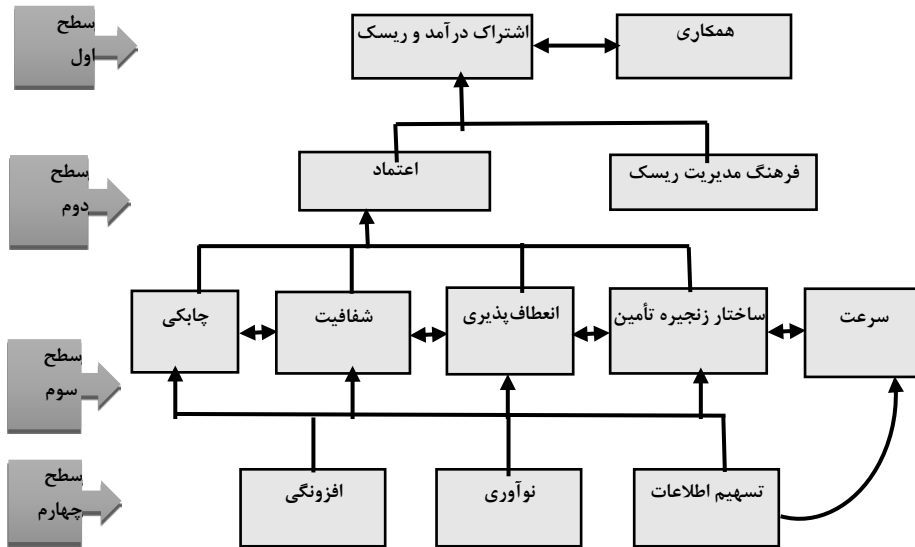 سطح
اول
همکاری
اشتراک درآمد و ریسک
سطح
دوم
فرهنگ مدیریت ریسک
اعتماد
سرعت
ساختار زنجیره تأمین
انعطاف‌پذیری
شفافیت
چابکی
سطح
سوم
سطح
چهارم
تسهیم اطلاعات
نوآوری
افزونگی